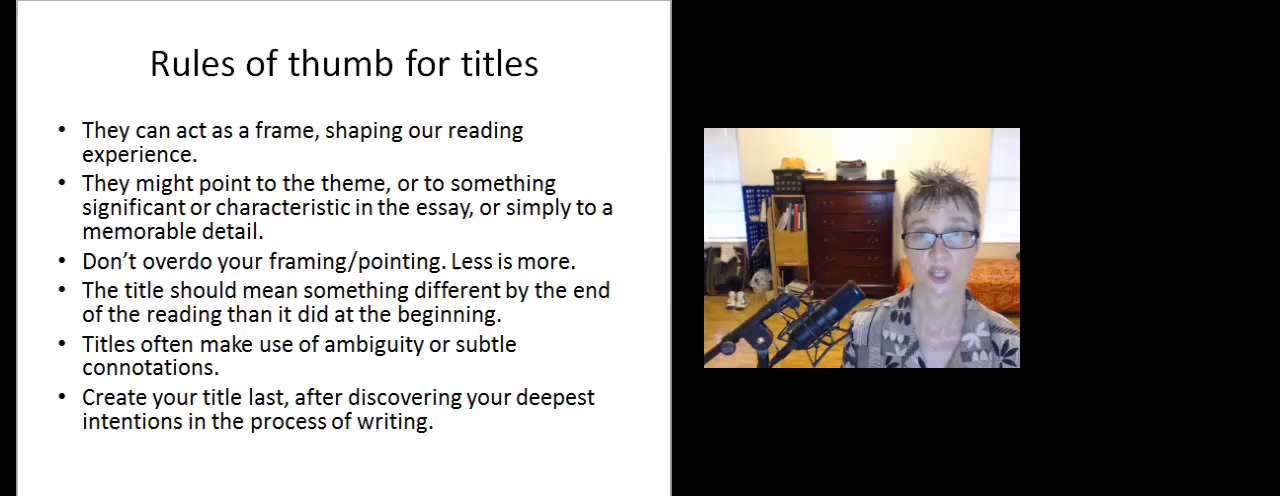 Rules of thumb for titles
• They can act as a frame, shaping our reading
experience.
• They might point to the theme, or to something
significant or characteristic in the essay, or simply to a
memorable detail.
• Don’t overdo your framing/pointing. Less is more.
• The title should mean something different by the end
of the reading than it did at the beginning.
• Titles often make use of ambiguity or subtle
connotations.
• Create your title last, after discovering your deepest
intentions in the process of writing.